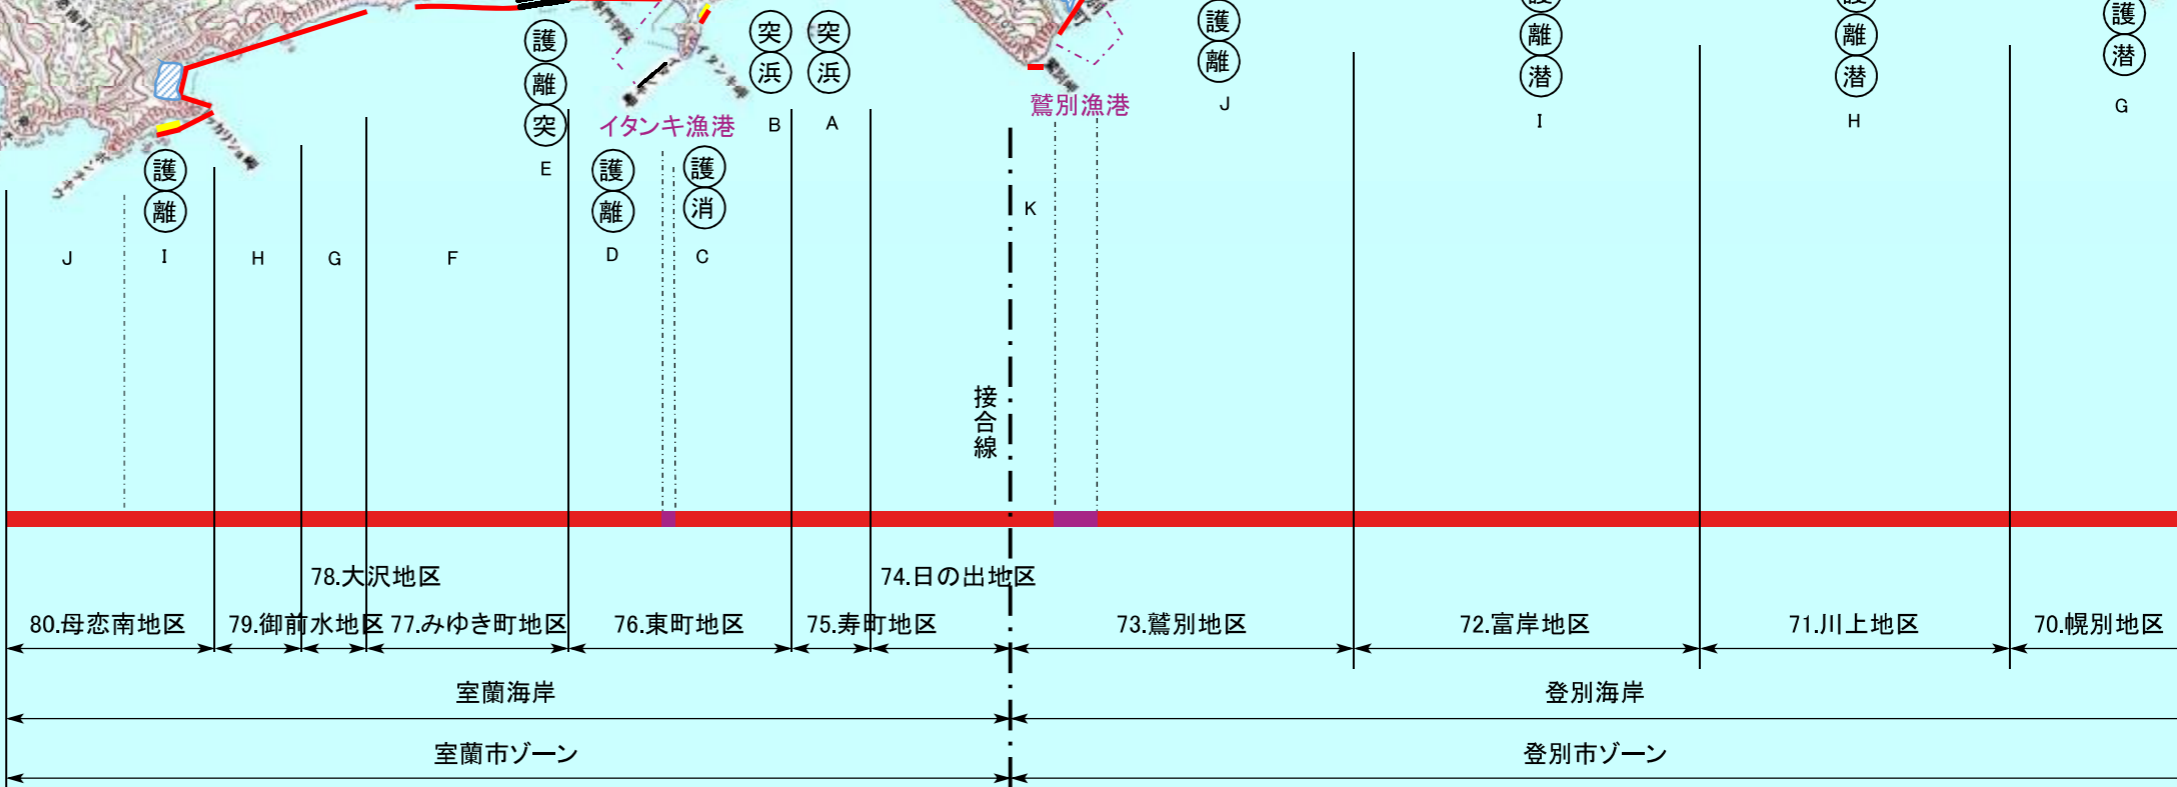 護
離
突
E
突
浜
B
突
浜
A
護
離
J
離
潜
I
離
潜
H
護
潜
G
イタンキ漁港
鷲別漁港
護
離
I
J
H
G
F
護
離
D
護
消
C
K
接合線
78.大沢地区
74.日の出地区
80.母恋南地区
79.御前水地区
77.みゆき町地区
76.東町地区
75.寿町地区
73.鷲別地区
72.富岸地区
71.川上地区
70.幌別地区
室蘭海岸
登別海岸
室蘭市ゾーン
登別市ゾーン